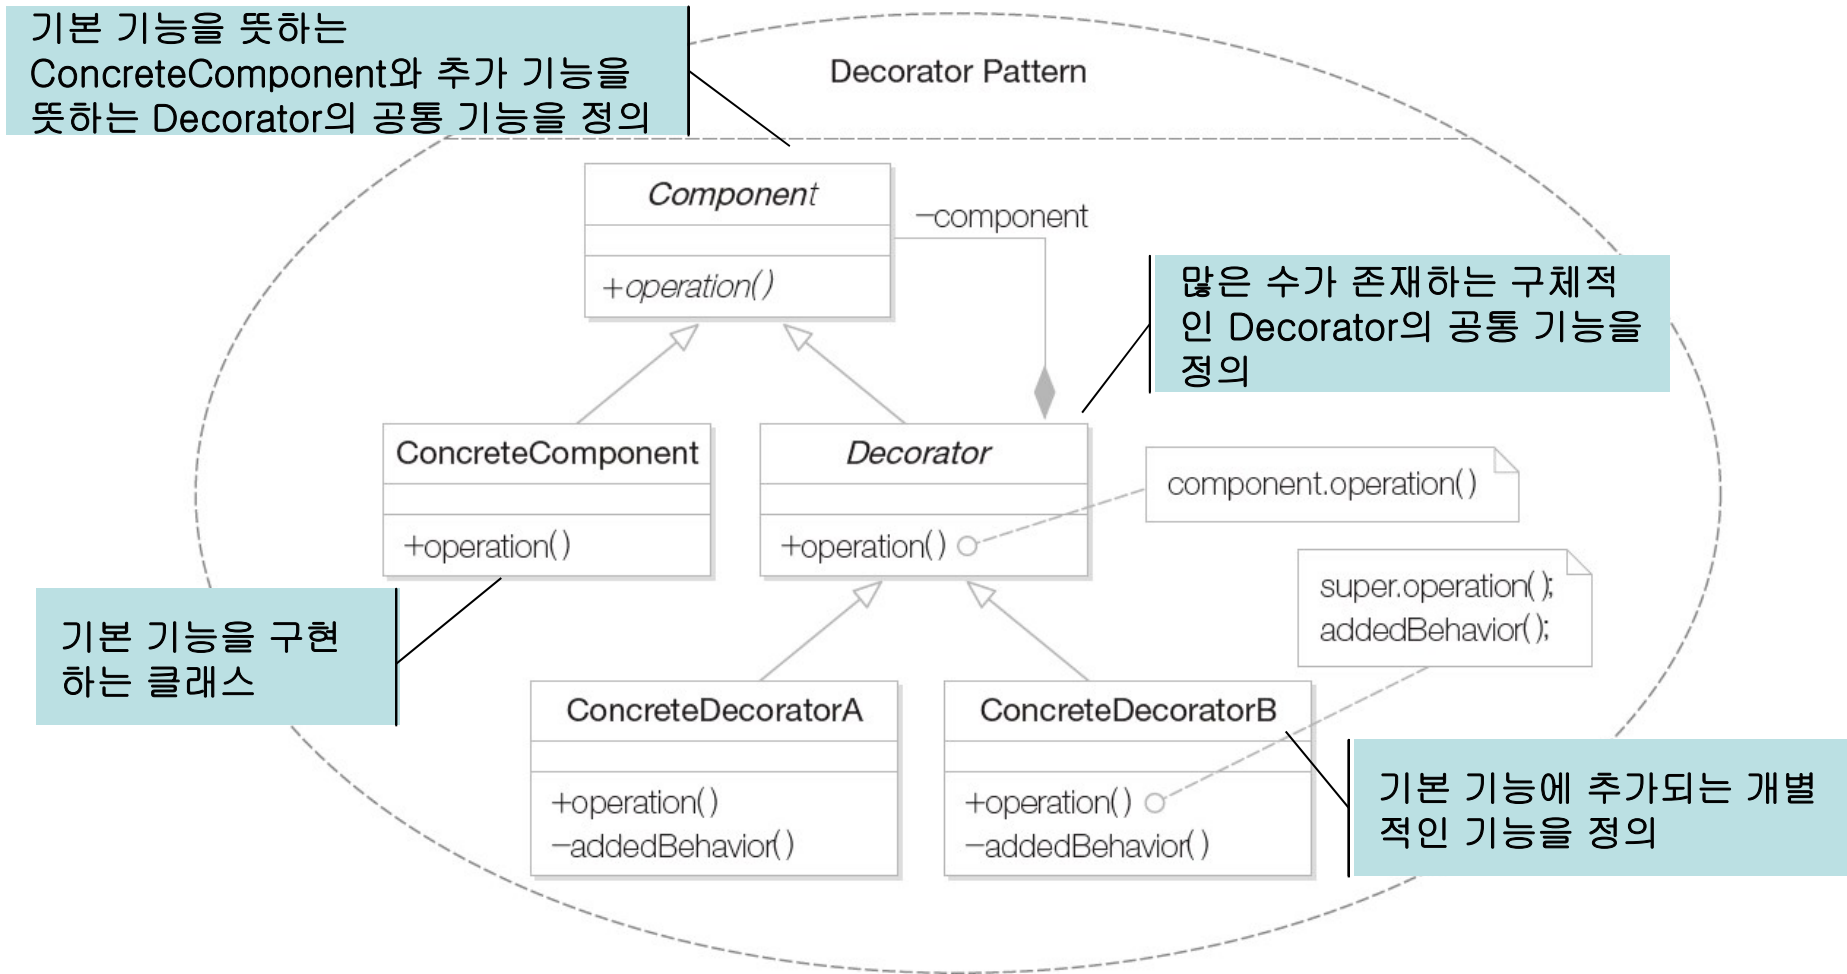 기본 기능을 뜻하는
ConcreteComponent와 추가 기능을
뜻하는 Decorator의 공통 기능을 정의
Decorator Pattern
Component
+operation()
−component
많은 수가 존재하는 구체적
인 Decorator의 공통 기능을
정의
ConcreteComponent
+operation()
Decorator
+operation()
component.operation()
super.operation();
addedBehavior();
기본 기능을 구현
하는 클래스
ConcreteDecoratorA
+operation()
−addedBehavior()
ConcreteDecoratorB
+operation()
−addedBehavior()
기본 기능에 추가되는 개별
적인 기능을 정의